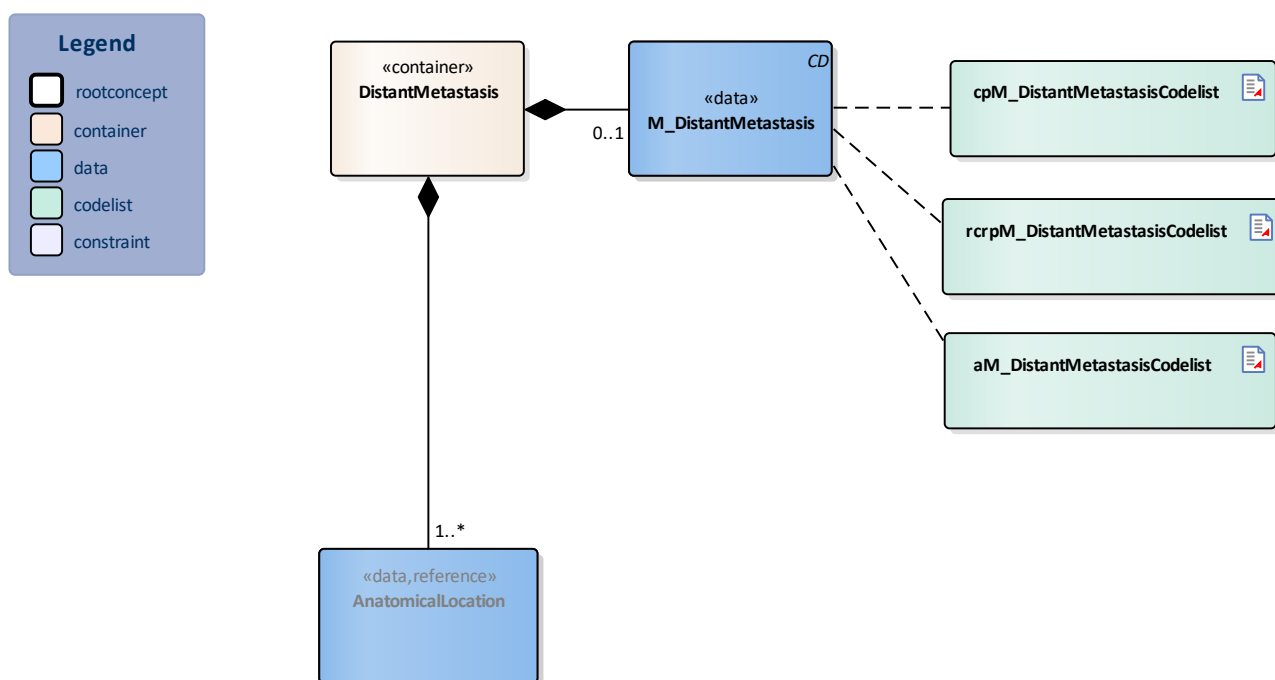 Legend
rootconcept
container
data
codelist
constraint
«container»
DistantMetastasis
0..1
CD
«data»
M_DistantMetastasis
cpM_DistantMetastasisCodelist
rcrpM_DistantMetastasisCodelist
aM_DistantMetastasisCodelist
1..*
«data,reference»
AnatomicalLocation